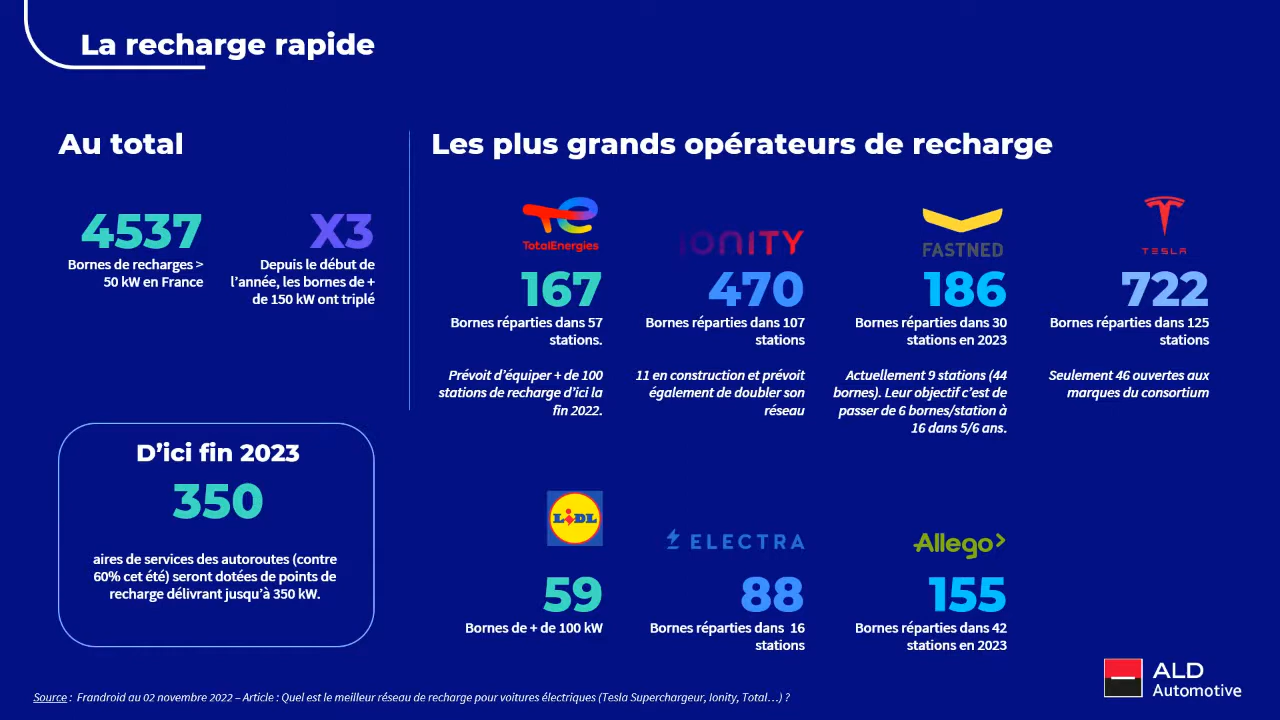 La recharge rapide
Au total
4537
Bornes de recharges >
50 kW en France
X3
Depuis le début de
l'année, les bornes de +
de 150 kW ont triplé
D'ici fin 2023
350
aires de services des autoroutes (contre
60% cet été) seront dotées de points de
recharge délivrant jusqu'à 350 kW.
Les plus grands opérateurs de recharge
TotalEnergies
167
Bornes réparties dans 57
stations.
Prévoit d'équiper + de 100
stations de recharge d'ici la
fin 2022.
IONITY
470
Bornes réparties dans 107
stations
11 en construction et prévoit
également de doubler son
réseau
FASTNED
186
Bornes réparties dans 30
stations en 2023
Actuellement 9 stations (44
bornes). Leur objectif c'est de
passer de 6 bornes/station à
16 dans 5/6 ans.
TESLA
722
Bornes réparties dans 125
stations
Seulement 46 ouvertes aux
marques du consortium
LIDL
59
Bornes de + de 100 kW
ELECTRA
88
Bornes réparties dans 16
stations
Allego>
155
Bornes réparties dans 42
stations en 2023
Source : Frandroid au 02 novembre 2022 – Article : Quel est le meilleur réseau de recharge pour voitures électriques (Tesla Superchargeur, Ionity, Total…) ?
ALD
Automotive